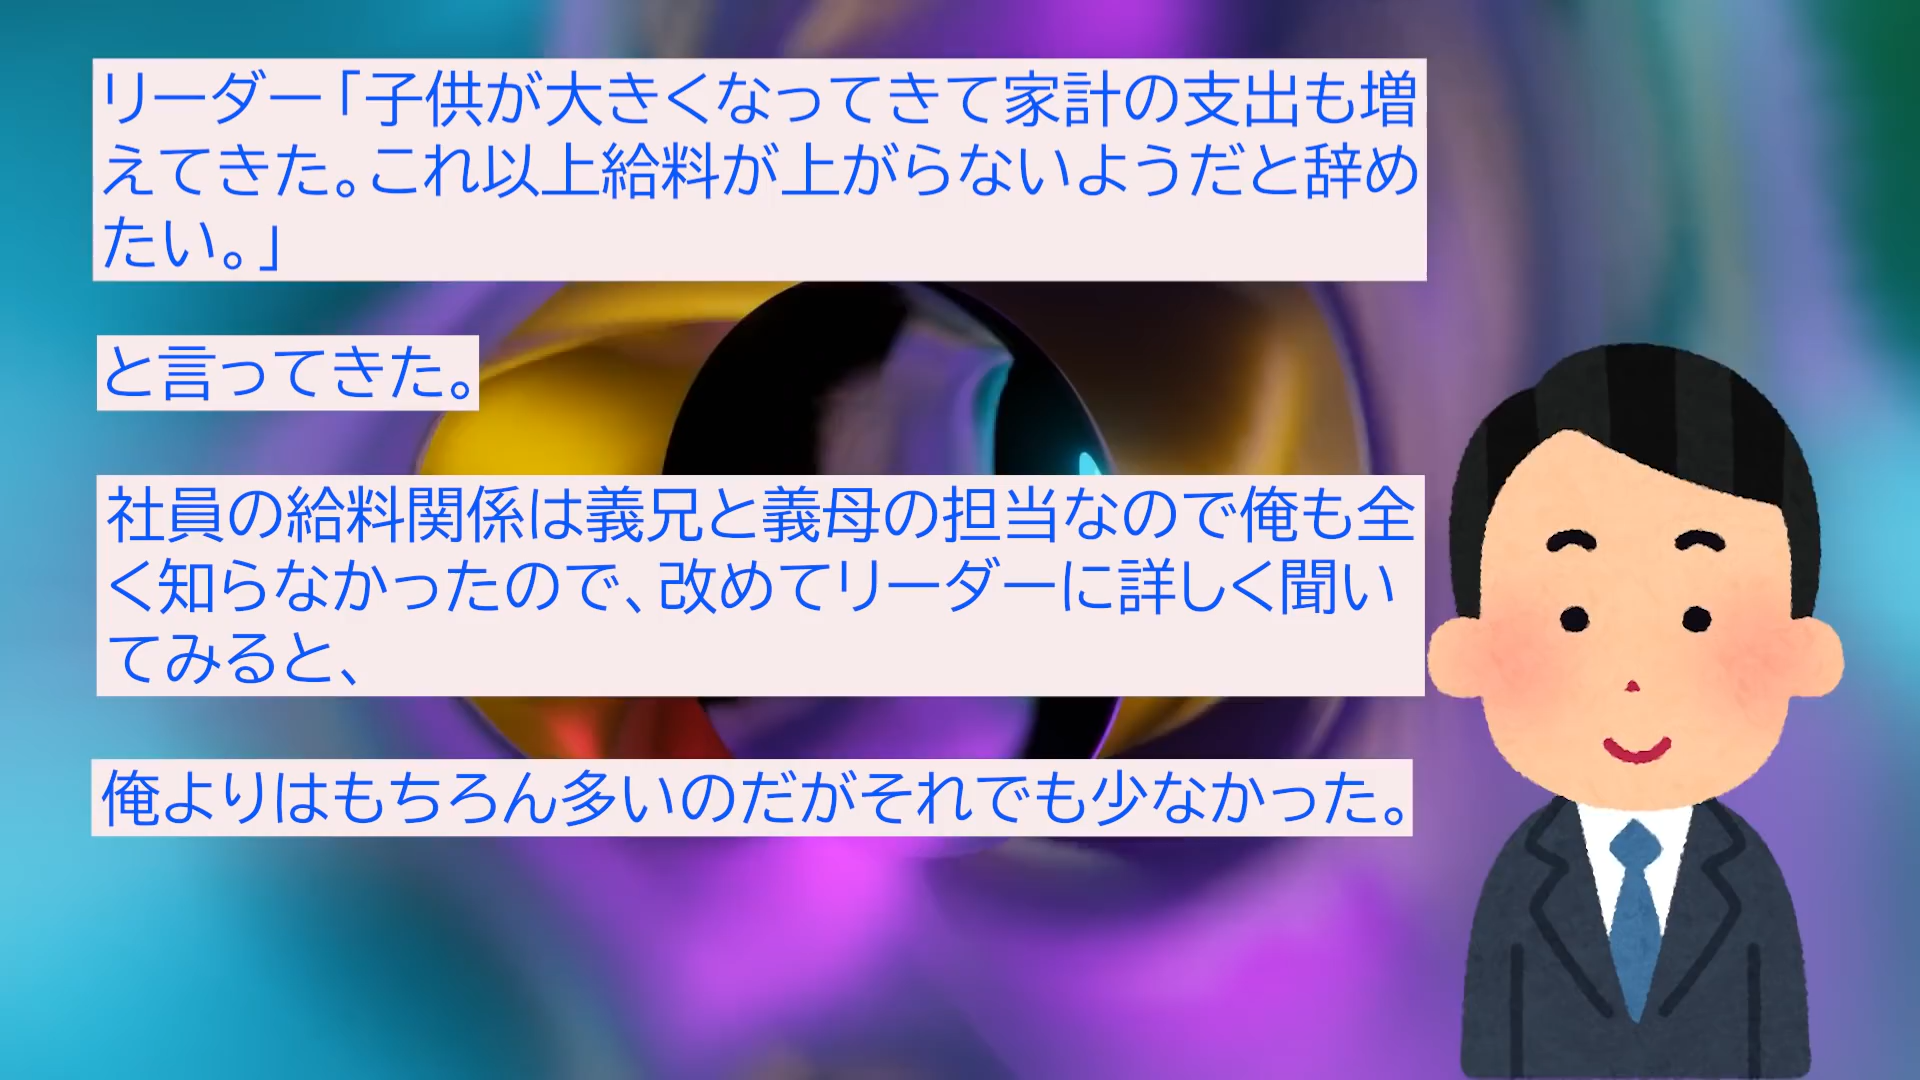 リーダー「子供が大きくなってきて家計の支出も増
えてきた。これ以上給料が上がらないようだと辞め
たい。」
と言ってきた。
社員の給料関係は義兄と義母の担当なので俺も全
く知らなかったので、改めてリーダーに詳しく聞い
てみると、
俺よりはもちろん多いのだがそれでも少なかった。